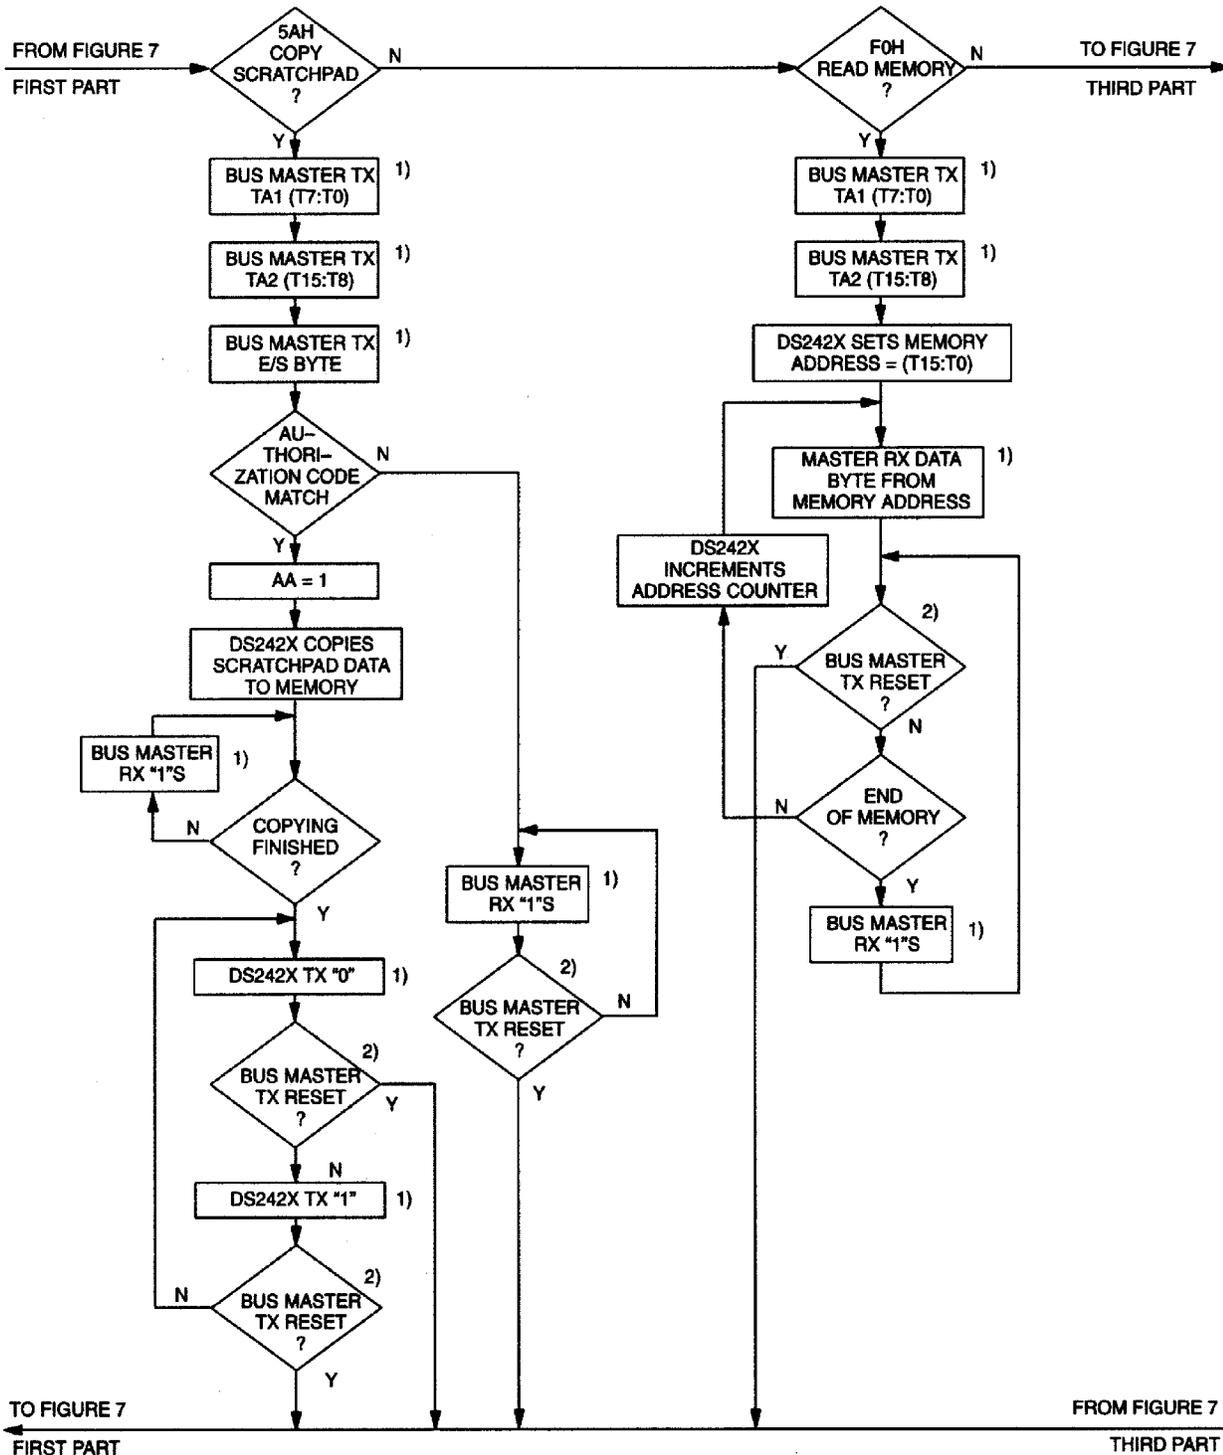 FROM FIGURE 7
FIRST PART
5AH
COPY
SCRATCHPAD
?
N
Y
BUS MASTER TX
TA1 (T7:T0)
1)
BUS MASTER TX
TA2 (T15:T8)
1)
BUS MASTER TX
E/S BYTE
1)
AU–
THORI–
ZATION CODE
MATCH
N
Y
AA = 1
DS242X COPIES
SCRATCHPAD DATA
TO MEMORY
BUS MASTER
RX “1”S
1)
N
COPYING
FINISHED
?
Y
DS242X TX “0”
1)
2)
BUS MASTER
TX RESET
?
Y
N
DS242X TX “1”
1)
2)
N
BUS MASTER
TX RESET
?
Y
BUS MASTER
RX “1”S
1)
2)
BUS MASTER
TX RESET
?
N
Y
F0H
READ MEMORY
?
N
Y
TO FIGURE 7
THIRD PART
BUS MASTER TX
TA1 (T7:T0)
1)
BUS MASTER TX
TA2 (T15:T8)
1)
DS242X SETS MEMORY
ADDRESS = (T15:T0)
MASTER RX DATA
BYTE FROM
MEMORY ADDRESS
1)
DS242X
INCREMENTS
ADDRESS COUNTER
2)
Y
BUS MASTER
TX RESET
?
N
N
END
OF MEMORY
?
Y
BUS MASTER
RX “1”S
1)
TO FIGURE 7
FIRST PART
FROM FIGURE 7
THIRD PART